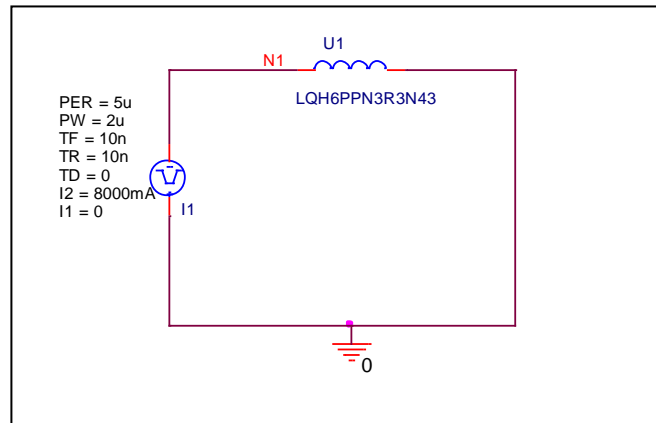 U1
N1
LQH6PPN3R3N43
PER = 5u
PW = 2u
TF = 10n
TR = 10n
TD = 0
I2 = 8000mA
I1 = 0
I1
0